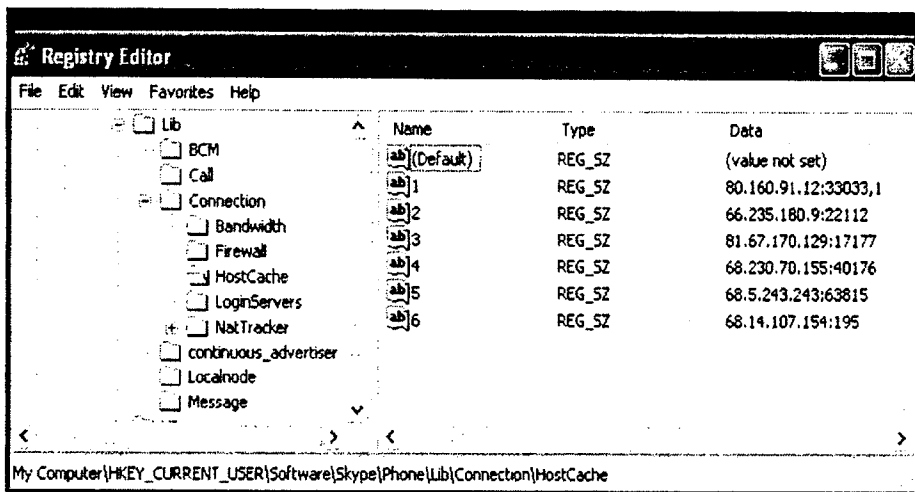 Registry Editor
File Edit View Favorites Help
Lib
BCM
Call
Connection
Bandwidth
Firewall
HostCache
LoginServers
NatTracker
continuous_advertiser
Localnode
Message
Name Type Data
(Default) REG_SZ (value not set)
1 REG_SZ 80.160.91.12:33033,1
2 REG_SZ 66.235.180.9:22112
3 REG_SZ 81.67.170.129:17177
4 REG_SZ 68.230.70.155:40176
5 REG_SZ 68.5.243.243:63815
6 REG_SZ 68.14.107.154:195
My Computer\HKEY_CURRENT_USER\Software\Skype\Phone\Lib\Connection\HostCache